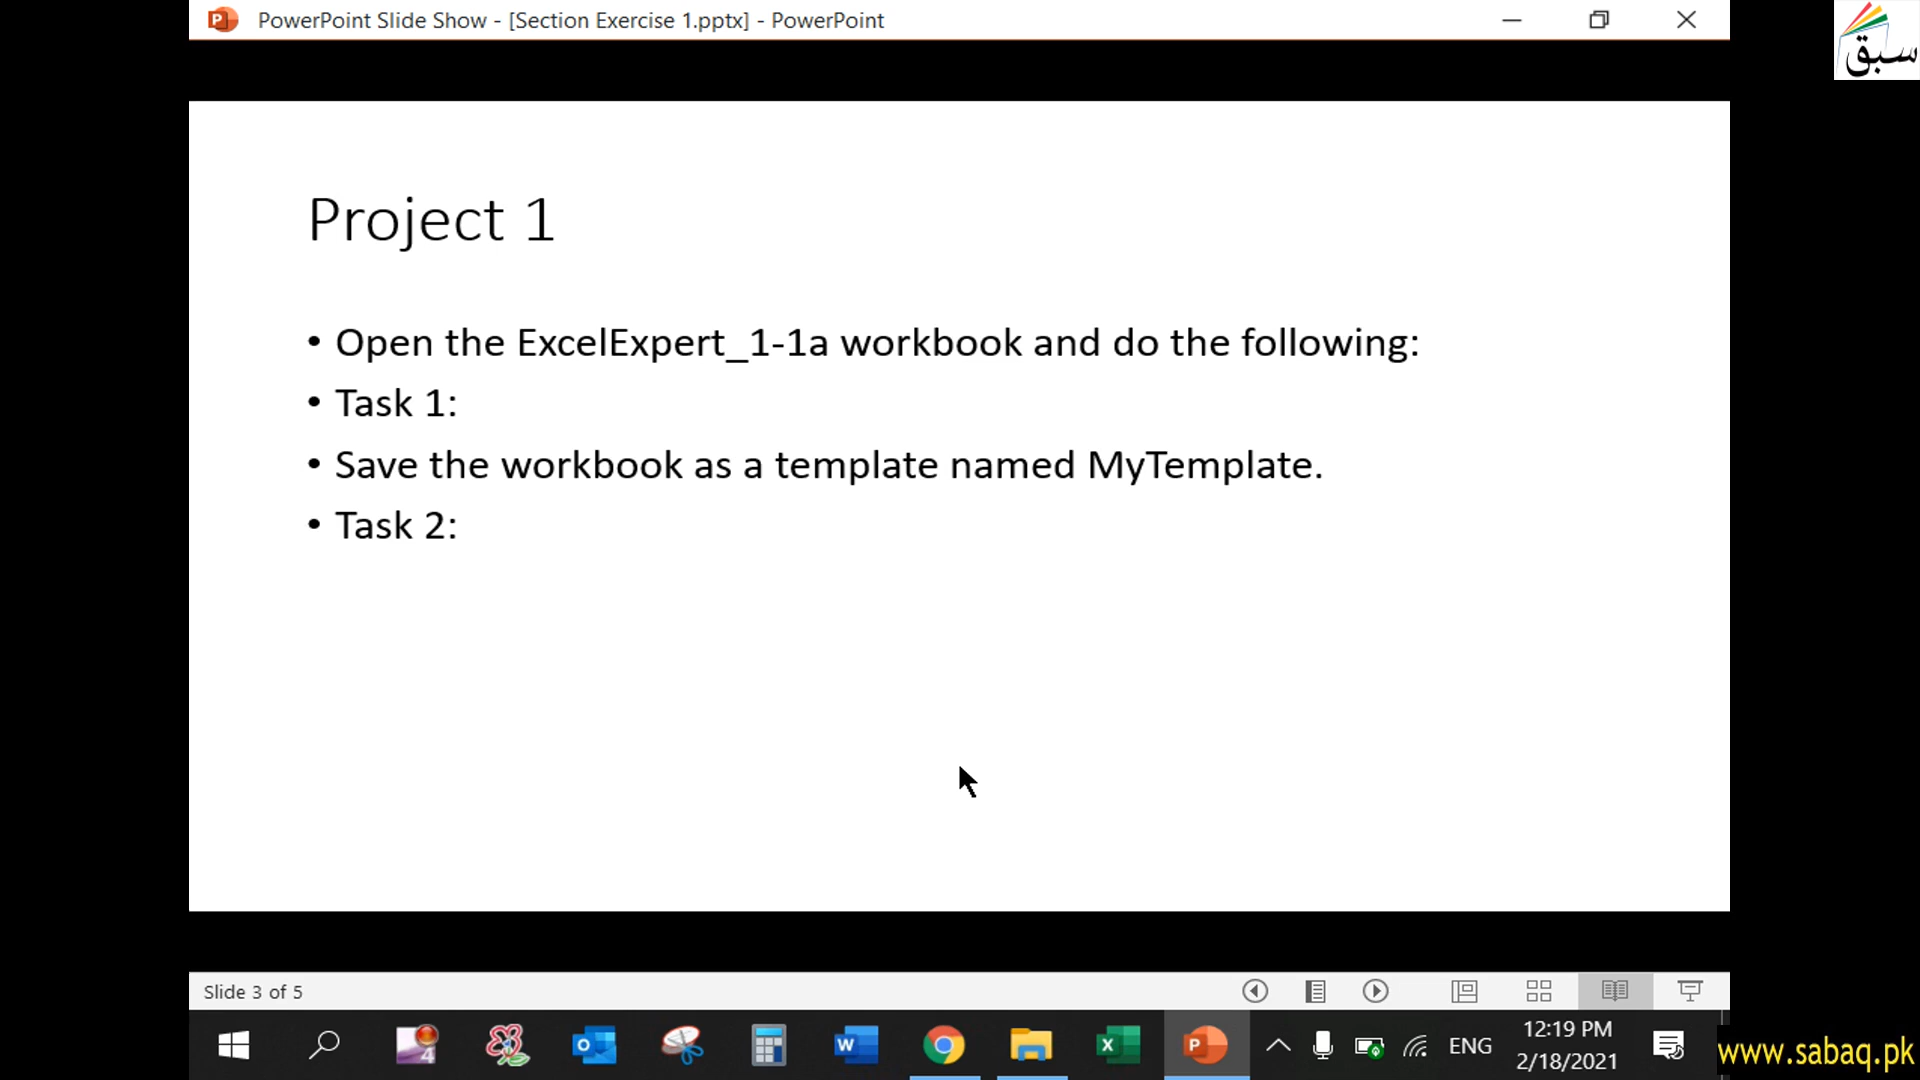 PowerPoint Slide Show - [Section Exercise 1.pptx] - PowerPoint
سبق
Project 1
• Open the ExcelExpert_1-1a workbook and do the following:
• Task 1:
• Save the workbook as a template named MyTemplate.
• Task 2:
Slide 3 of 5
ENG
12:19 PM
2/18/2021
www.sabaq.pk